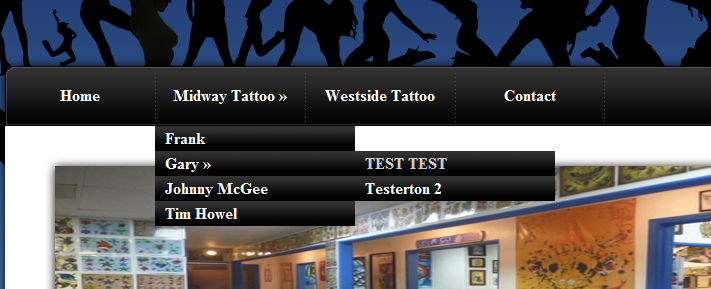 Home Midway Tattoo » Westside Tattoo Contact
Frank
Gary » TEST TEST
Johnny McGee Testerton 2
Tim Howel